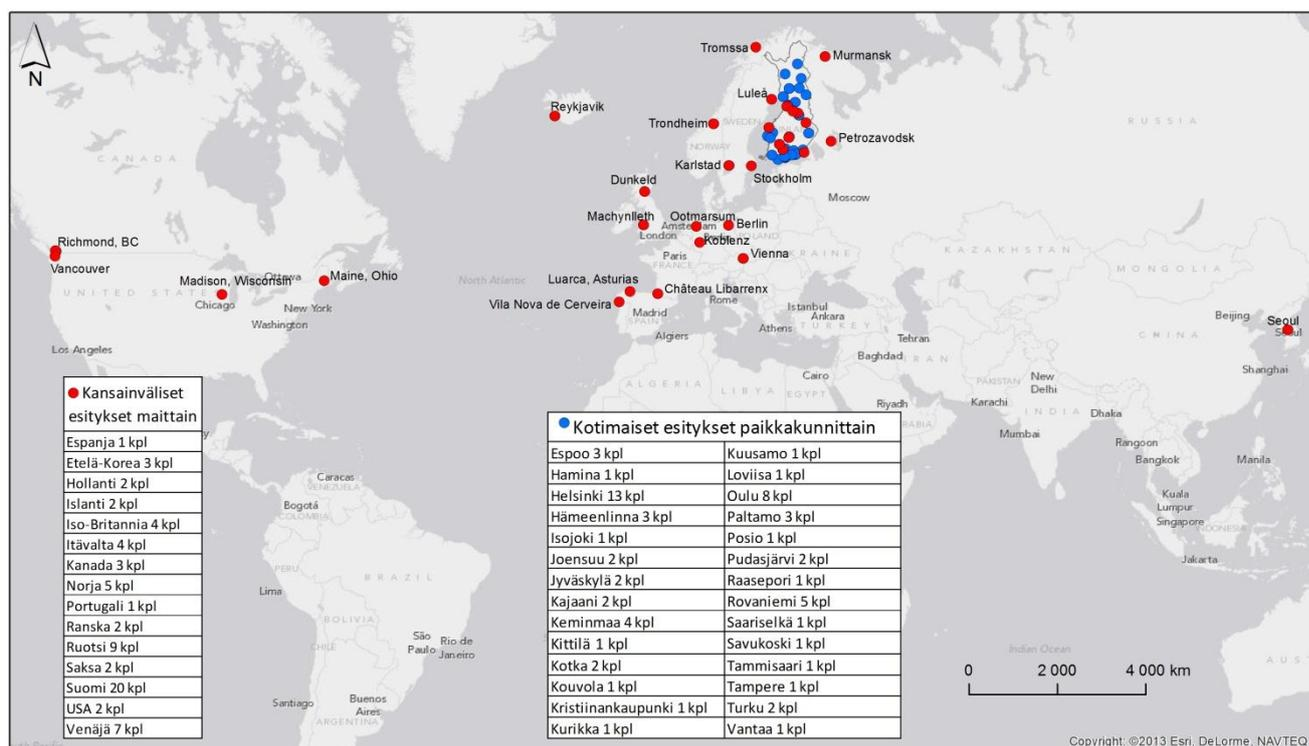 N
Tromssa
Murmansk
Luleå
Reykjavik
Trondheim
SWEDEN
RUSSIA
Petrozavodsk
NORWAY
CANADA
Karlstad
Stockholm
Dunkeld
Moscow
Machynlleth
Ootmarsum
Amsterdam
Berlin
POLAND
London
Koblenz
Richmond, BC
Vancouver
Paris
Vienna
UKRAINE
KAZAKHSTAN
FRANCE
MONGOLIA
Madison, Wisconsin
Ottawa
Maine, Ohio
North Atlantic
Luarca, Asturias
Château Libarrenx
UNITED STATES
Chicago
New York
Vila Nova de Cerveira
Madrid
Rome
Istanbul
Ankara
Beijing
Seoul
Seoul
Washington
SPAIN
Athens
TURKEY
CHINA
Los Angeles
Algiers
Tehran
Baghdad
IRAN
Shanghai
Cairo
New
Delhi
ALGERIA
LIBYA
EGYPT
PAKISTAN
Karachi
Riyadh
INDIA
Dhaka
Mumbai
Rangoon
Bangkok
Manila
Caracas
VENEZUELA
Bogotá
COLOMBIA
Kuala
Lumpur
Singapore
INDONESIA
Jakarta
PERU
BRAZIL
Lima
BOLIVIA
São
Paulo
Rio de
Janeiro
CHILE
Indian Ocean
Santiago
Buenos
Aires
ARGENTINA
Kansainväliset
esitykset maittain
Espanja 1 kpl
Etelä-Korea 3 kpl
Hollanti 2 kpl
Islanti 2 kpl
Iso-Britannia 4 kpl
Itävalta 4 kpl
Kanada 3 kpl
Norja 5 kpl
Portugali 1 kpl
Ranska 2 kpl
Ruotsi 9 kpl
Saksa 2 kpl
Suomi 20 kpl
USA 2 kpl
Venäjä 7 kpl
Kotimaiset esitykset paikkakunnittain
Espoo 3 kpl Kuusamo 1 kpl
Hamina 1 kpl Loviisa 1 kpl
Helsinki 13 kpl Oulu 8 kpl
Hämeenlinna 3 kpl Paltamo 3 kpl
Isojoki 1 kpl Posio 1 kpl
Joensuu 2 kpl Pudasjärvi 2 kpl
Jyväskylä 2 kpl Raasepori 1 kpl
Kajaani 2 kpl Rovaniemi 5 kpl
Keminmaa 4 kpl Saariselkä 1 kpl
Kittilä 1 kpl Savukoski 1 kpl
Kotka 2 kpl Tammisaari 1 kpl
Kouvola 1 kpl Tampere 1 kpl
Kristiinankaupunki 1 kpl Turku 2 kpl
Kurikka 1 kpl Vantaa 1 kpl
0 2 000 4 000 km
Copyright: ©2013 Esri, DeLorme, NAVTEQ